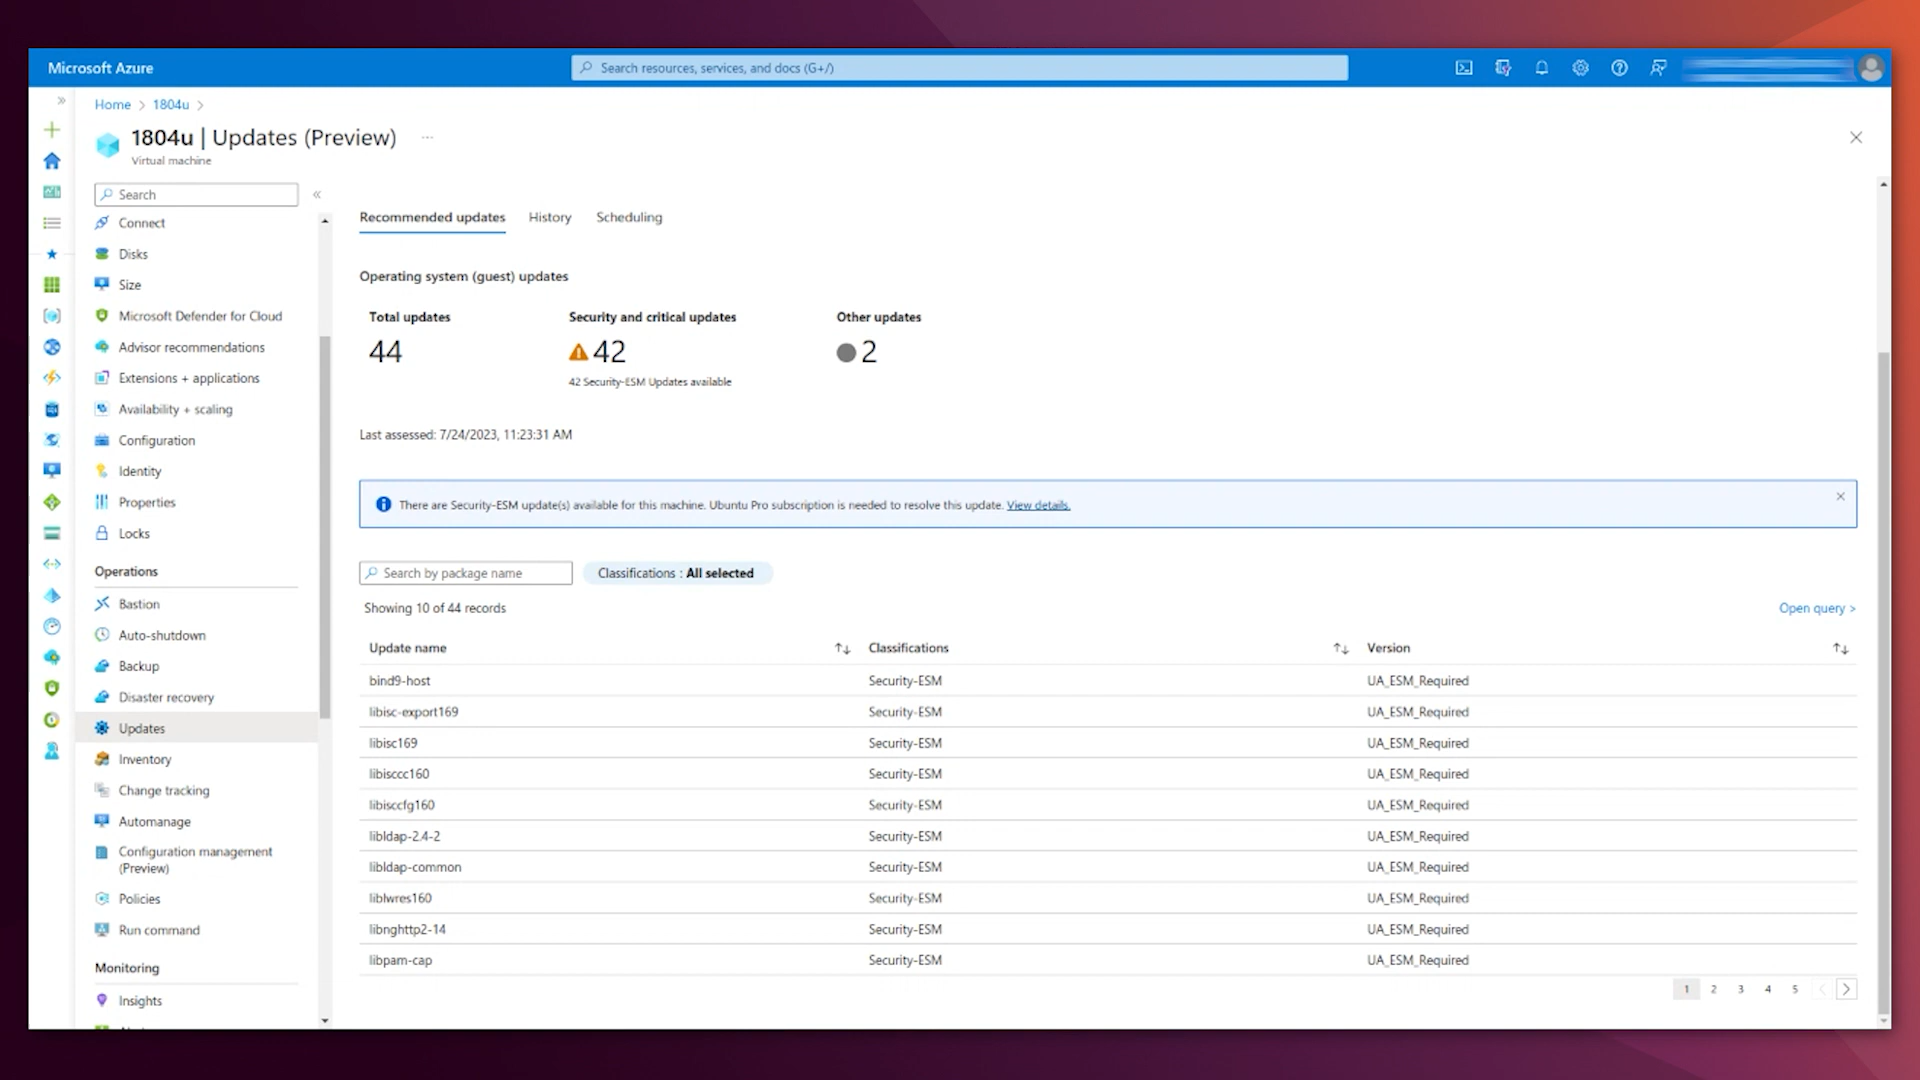 Microsoft Azure
Search resources, services, and docs (G+/)
Home > 1804u >
1804u | Updates (Preview) ...
Virtual machine
Search
Connect
Disks
Size
Microsoft Defender for Cloud
Advisor recommendations
Extensions + applications
Availability + scaling
Configuration
Identity
Properties
Locks
Operations
Bastion
Auto-shutdown
Backup
Disaster recovery
Updates
Inventory
Change tracking
Automanage
Configuration management
(Preview)
Policies
Run command
Monitoring
Insights
Recommended updates History Scheduling
Operating system (guest) updates
Total updates Security and critical updates Other updates
44 42 2
42 Security-ESM Updates available
Last assessed: 7/24/2023, 11:23:31 AM
There are Security-ESM update(s) available for this machine. Ubuntu Pro subscription is needed to resolve this update. View details.
Search by package name Classifications : All selected
Showing 10 of 44 records Open query >
Update name Classifications Version
bind9-host Security-ESM UA_ESM_Required
libisc-export169 Security-ESM UA_ESM_Required
libisc169 Security-ESM UA_ESM_Required
libisccc160 Security-ESM UA_ESM_Required
libisccfg160 Security-ESM UA_ESM_Required
libldap-2.4-2 Security-ESM UA_ESM_Required
libldap-common Security-ESM UA_ESM_Required
liblwres160 Security-ESM UA_ESM_Required
libnghttp2-14 Security-ESM UA_ESM_Required
libpam-cap Security-ESM UA_ESM_Required
1 2 3 4 5